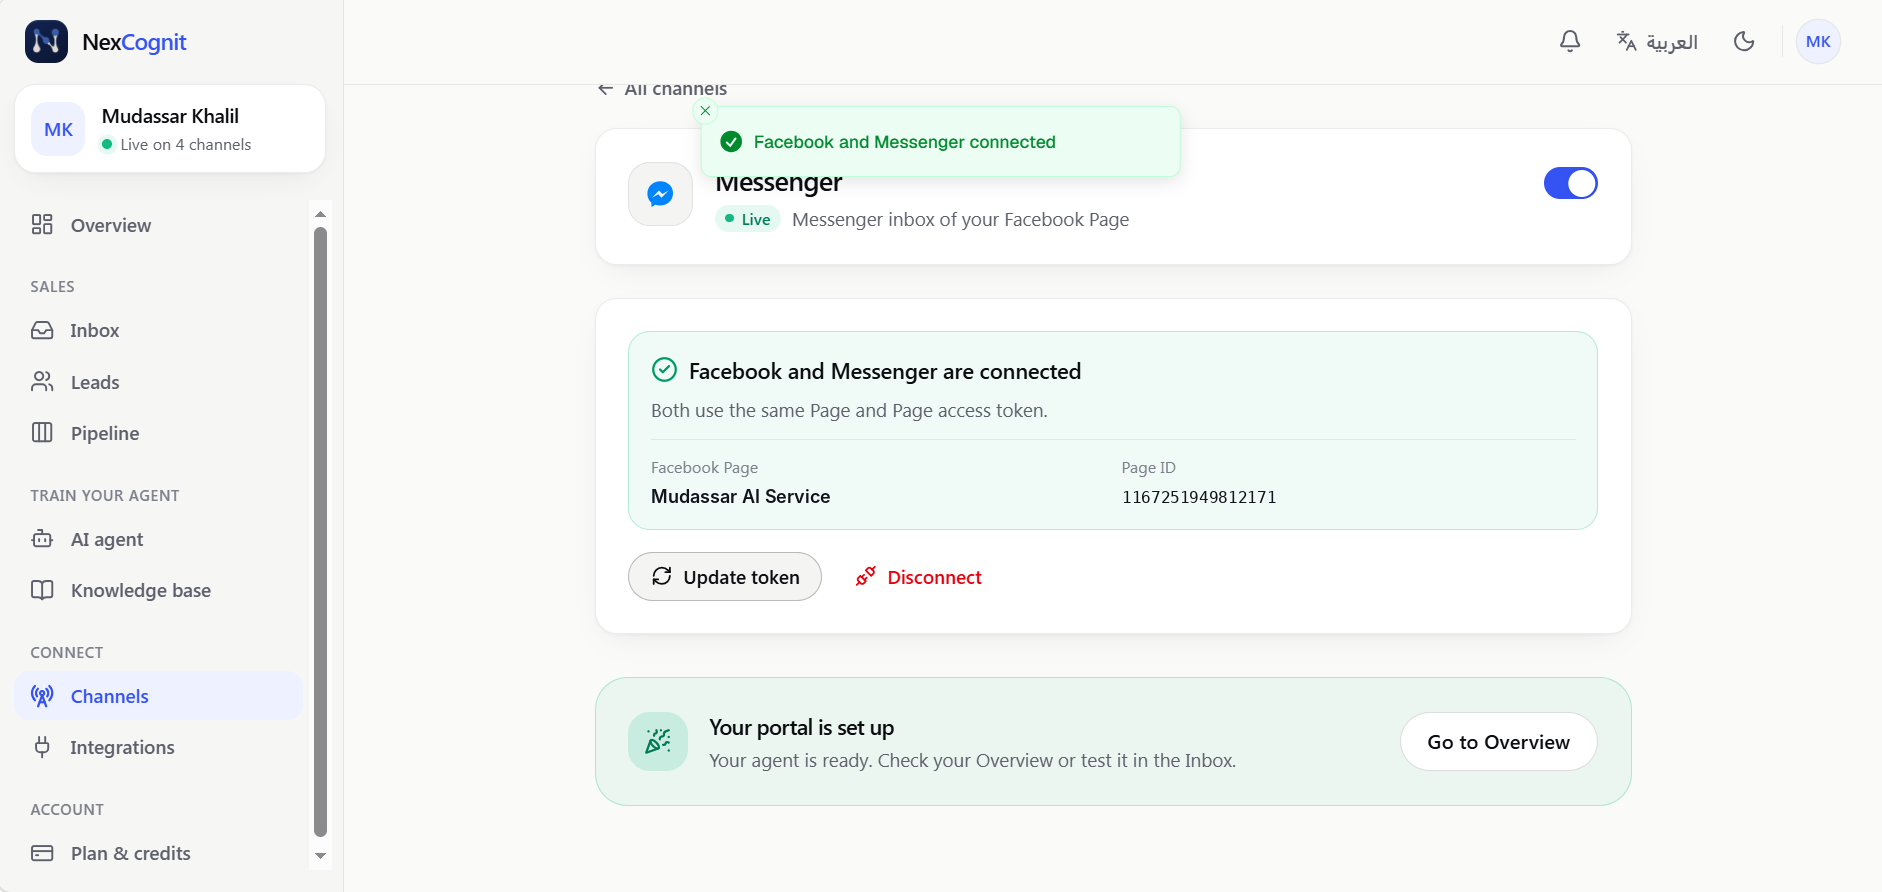 NexCognit
العربية
MK
MK
Mudassar Khalil
Live on 4 channels
Overview
SALES
Inbox
Leads
Pipeline
TRAIN YOUR AGENT
AI agent
Knowledge base
CONNECT
Channels
Integrations
ACCOUNT
Plan & credits
All channels
Facebook and Messenger connected
Messenger
Live
Messenger inbox of your Facebook Page
Facebook and Messenger are connected
Both use the same Page and Page access token.
Facebook Page
Page ID
Mudassar AI Service
1167251949812171
Update token
Disconnect
Your portal is set up
Your agent is ready. Check your Overview or test it in the Inbox.
Go to Overview